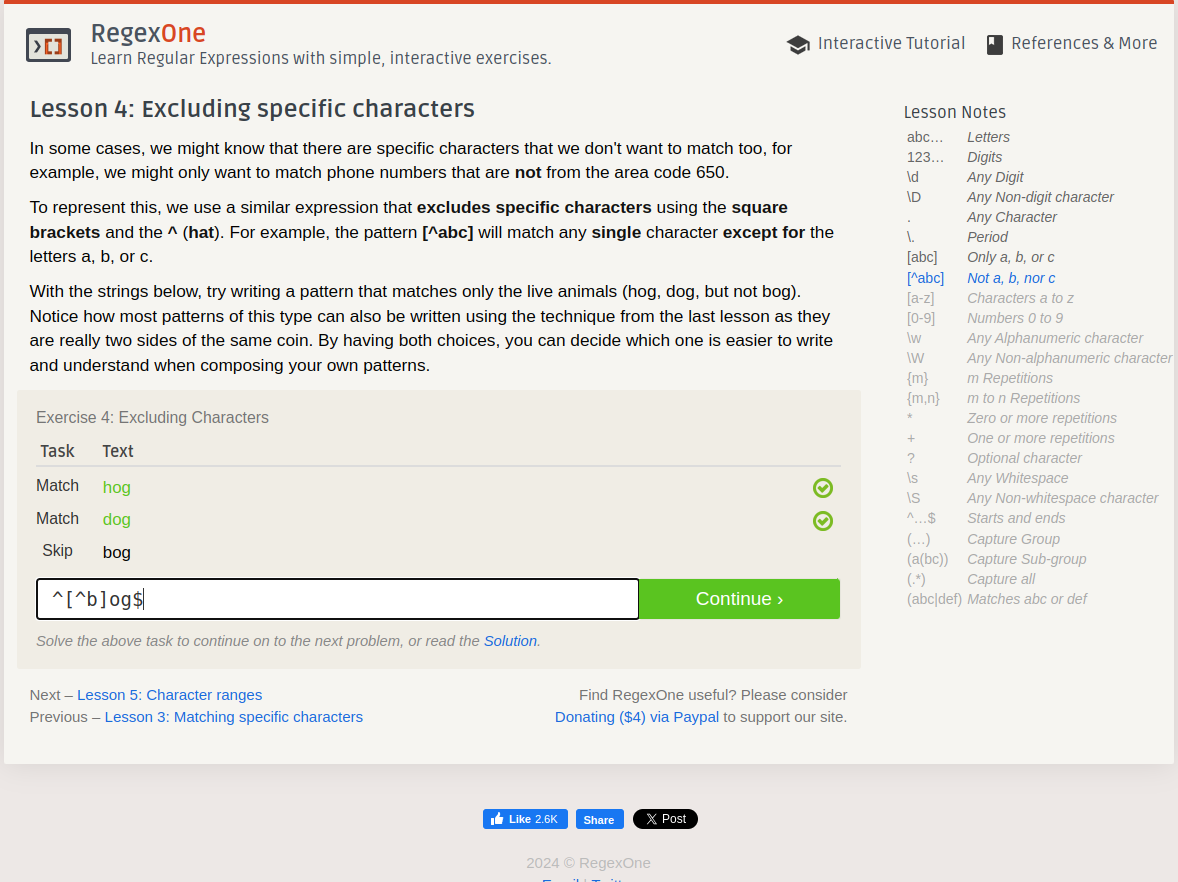 RegexOne
Learn Regular Expressions with simple, interactive exercises.
Interactive Tutorial
References & More
Lesson 4: Excluding specific characters
In some cases, we might know that there are specific characters that we don't want to match too, for
example, we might only want to match phone numbers that are not from the area code 650.
To represent this, we use a similar expression that excludes specific characters using the square
brackets and the ^ (hat). For example, the pattern [^abc] will match any single character except for the
letters a, b, or c.
With the strings below, try writing a pattern that matches only the live animals (hog, dog, but not bog).
Notice how most patterns of this type can also be written using the technique from the last lesson as they
are really two sides of the same coin. By having both choices, you can decide which one is easier to write
and understand when composing your own patterns.
Exercise 4: Excluding Characters
Task Text
Match hog
Match dog
Skip bog
^[^b]og$
Continue ›
Solve the above task to continue on to the next problem, or read the Solution.
Next – Lesson 5: Character ranges
Previous – Lesson 3: Matching specific characters
Find RegexOne useful? Please consider
Donating ($4) via Paypal to support our site.
Lesson Notes
abc… Letters
123… Digits
\d Any Digit
\D Any Non-digit character
. Any Character
\. Period
[abc] Only a, b, or c
[^abc] Not a, b, nor c
[a-z] Characters a to z
[0-9] Numbers 0 to 9
\w Any Alphanumeric character
\W Any Non-alphanumeric character
{m} m Repetitions
{m,n} m to n Repetitions
* Zero or more repetitions
+ One or more repetitions
? Optional character
\s Any Whitespace
\S Any Non-whitespace character
^…$ Starts and ends
(…) Capture Group
(a(bc)) Capture Sub-group
(.*) Capture all
(abc|def) Matches abc or def
Like 2.6K
Share
Post
2024 © RegexOne